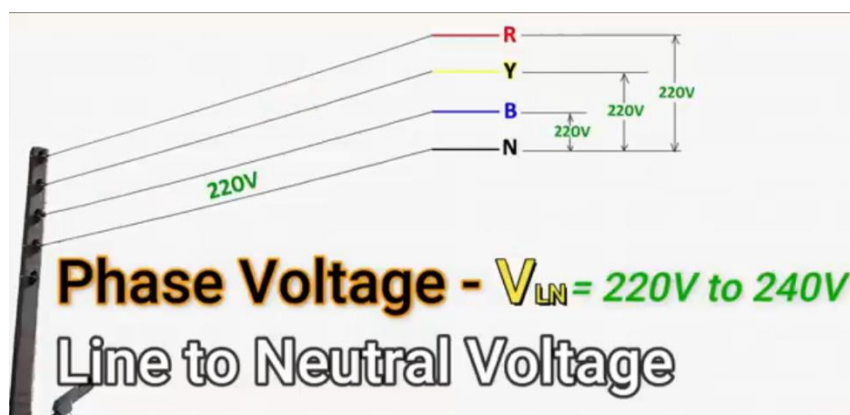 R
Y
220V
220V
B
220V
N
220V
Phase Voltage - VLN = 220V to 240V
Line to Neutral Voltage